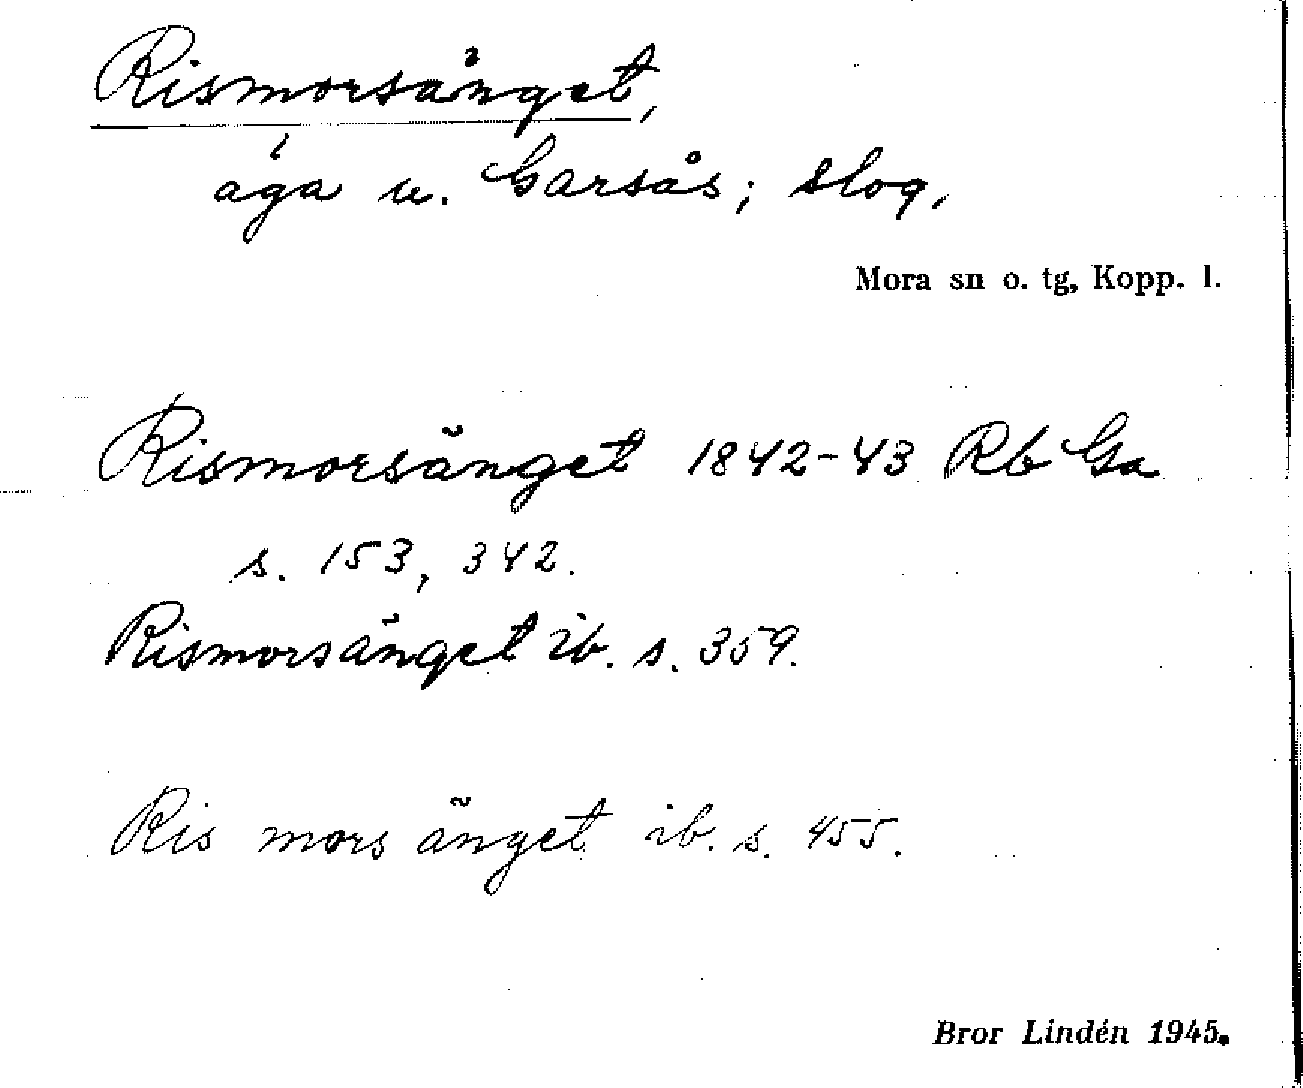 Rismorsänget,
äga u. Garsås; slog,
Mora sn o. tg, Kopp. l.
Rismorsänget 1842-43 Rb Ga
s. 153, 342.
Rismorsänget ib. s. 359.
Ris mors änget ib. s. 455.
Bror Lindén 1945.